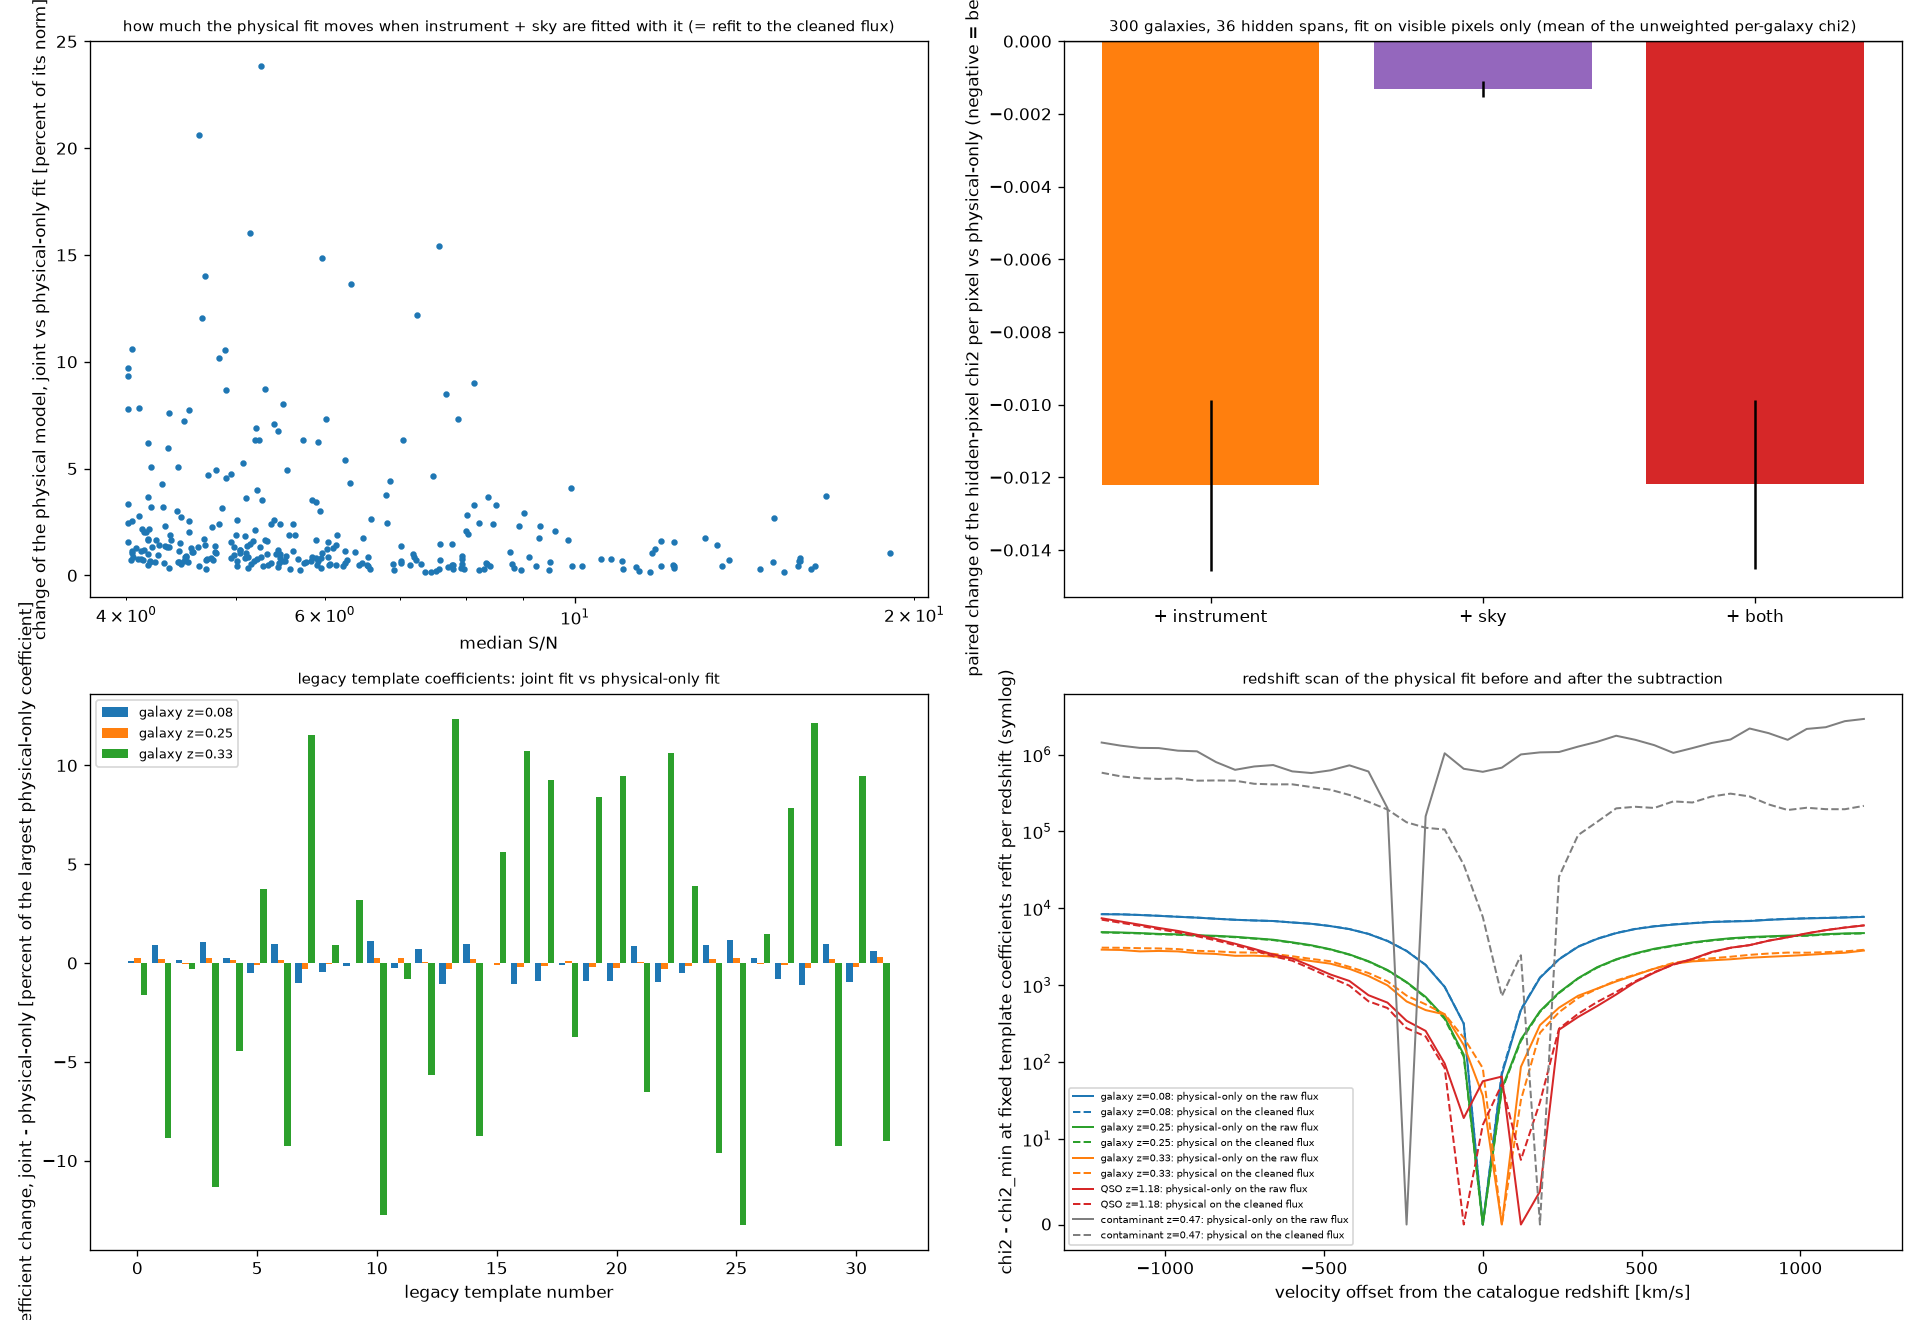 how much the physical fit moves when instrument + sky are fitted with it (= refit to the cleaned flux)
change of the physical model, joint vs physical-only fit [percent of its norm]
25
20
15
10
5
0
4 × 10⁰
6 × 10⁰
10¹
2 × 10¹
median S/N
300 galaxies, 36 hidden spans, fit on visible pixels only (mean of the unweighted per-galaxy chi2)
paired change of the hidden-pixel chi2 per pixel vs physical-only (negative = be
0.000
−0.002
−0.004
−0.006
−0.008
−0.010
−0.012
−0.014
+ instrument
+ sky
+ both
legacy template coefficients: joint fit vs physical-only fit
efficient change, joint - physical-only [percent of the largest physical-only coefficient]
galaxy z=0.08
galaxy z=0.25
galaxy z=0.33
10
5
0
−5
−10
0
5
10
15
20
25
30
legacy template number
redshift scan of the physical fit before and after the subtraction
chi2 - chi2_min at fixed template coefficients refit per redshift (symlog)
10⁶
10⁵
10⁴
10³
10²
10¹
0
galaxy z=0.08: physical-only on the raw flux
galaxy z=0.08: physical on the cleaned flux
galaxy z=0.25: physical-only on the raw flux
galaxy z=0.25: physical on the cleaned flux
galaxy z=0.33: physical-only on the raw flux
galaxy z=0.33: physical on the cleaned flux
QSO z=1.18: physical-only on the raw flux
QSO z=1.18: physical on the cleaned flux
contaminant z=0.47: physical-only on the raw flux
contaminant z=0.47: physical on the cleaned flux
−1000
−500
0
500
1000
velocity offset from the catalogue redshift [km/s]